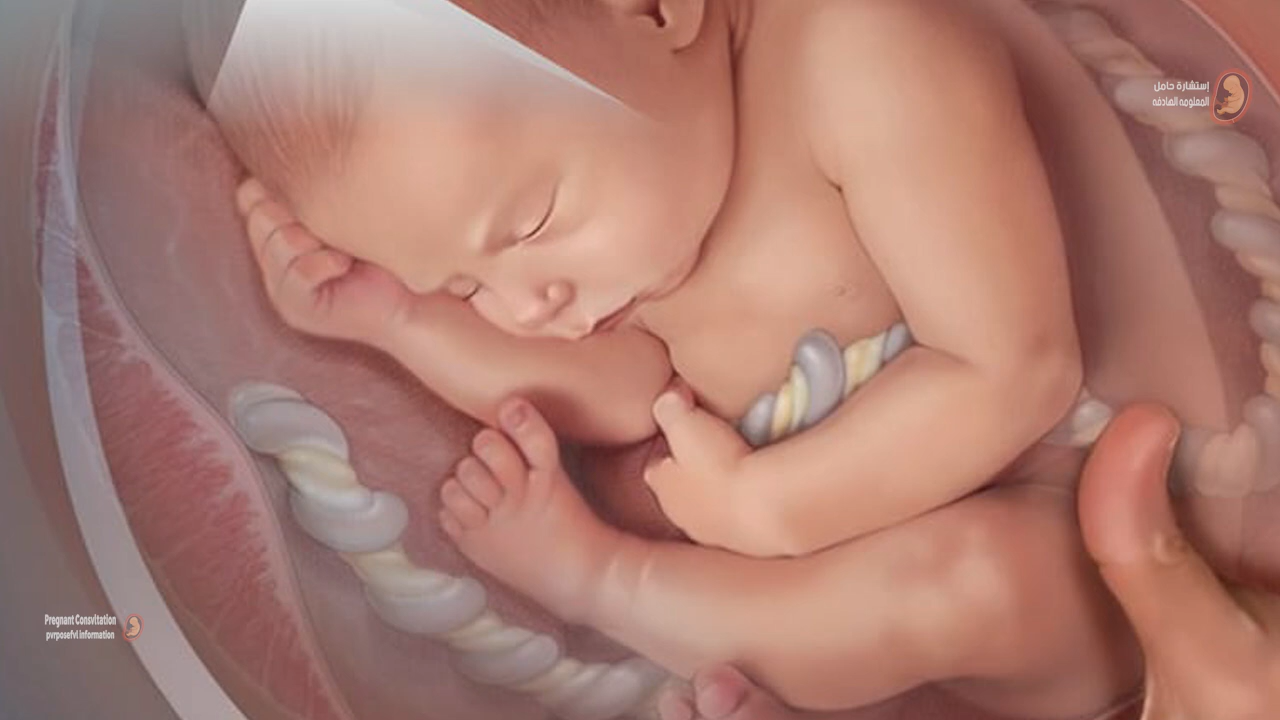 إستشارة حامل
المعلومه الهادفه
Pregnant Consvltation
pvrposefvl information